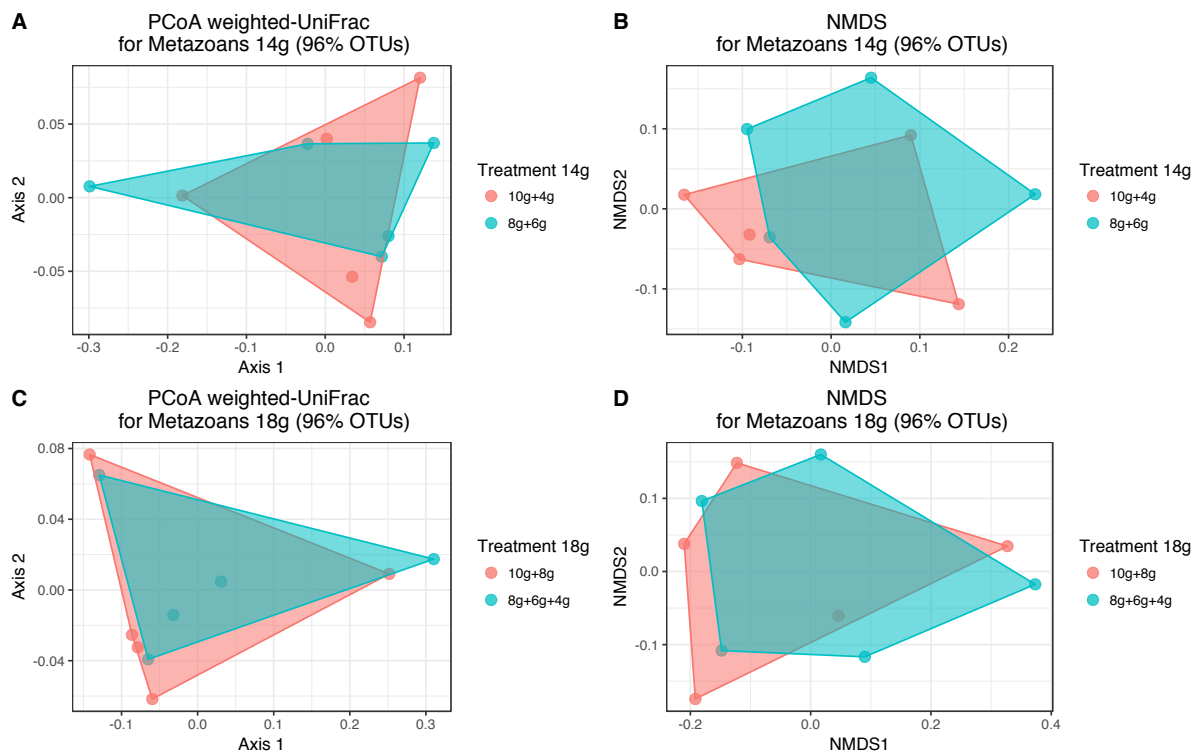 A
PCoA weighted-UniFrac
for Metazoans 14g (96% OTUs)
Axis 2
0.05
0.00
-0.05
-0.3
-0.2
-0.1
0.0
0.1
Axis 1
Treatment 14g
10g+4g
8g+6g
B
NMDS
for Metazoans 14g (96% OTUs)
NMDS2
0.1
0.0
-0.1
-0.1
0.0
0.1
0.2
NMDS1
Treatment 14g
10g+4g
8g+6g
C
PCoA weighted-UniFrac
for Metazoans 18g (96% OTUs)
Axis 2
0.08
0.04
0.00
-0.04
-0.1
0.0
0.1
0.2
0.3
Axis 1
Treatment 18g
10g+8g
8g+6g+4g
D
NMDS
for Metazoans 18g (96% OTUs)
NMDS2
0.1
0.0
-0.1
-0.2
0.0
0.2
0.4
NMDS1
Treatment 18g
10g+8g
8g+6g+4g